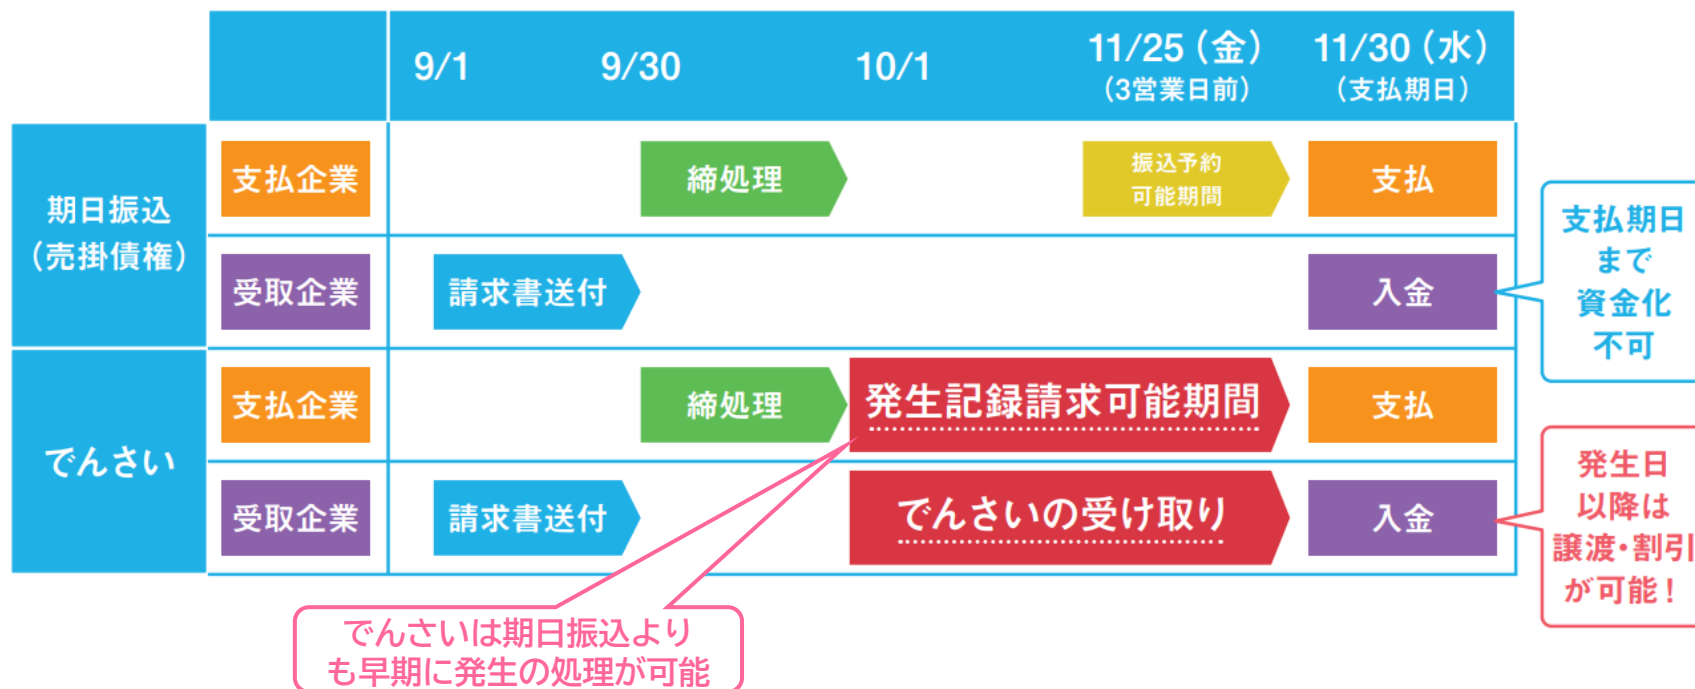 9/1
9/30
10/1
11/25（金）
（3営業日前）
11/30（水）
（支払期日）
期日振込
（売掛債権）
支払企業
締処理
振込予約
可能期間
支払
受取企業
請求書送付
入金
支払期日
まで
資金化
不可
でんさい
支払企業
締処理
発生記録請求可能期間
支払
受取企業
請求書送付
でんさいの受け取り
入金
発生日
以降は
譲渡・割引
が可能！
でんさいは期日振込より
も早期に発生の処理が可能